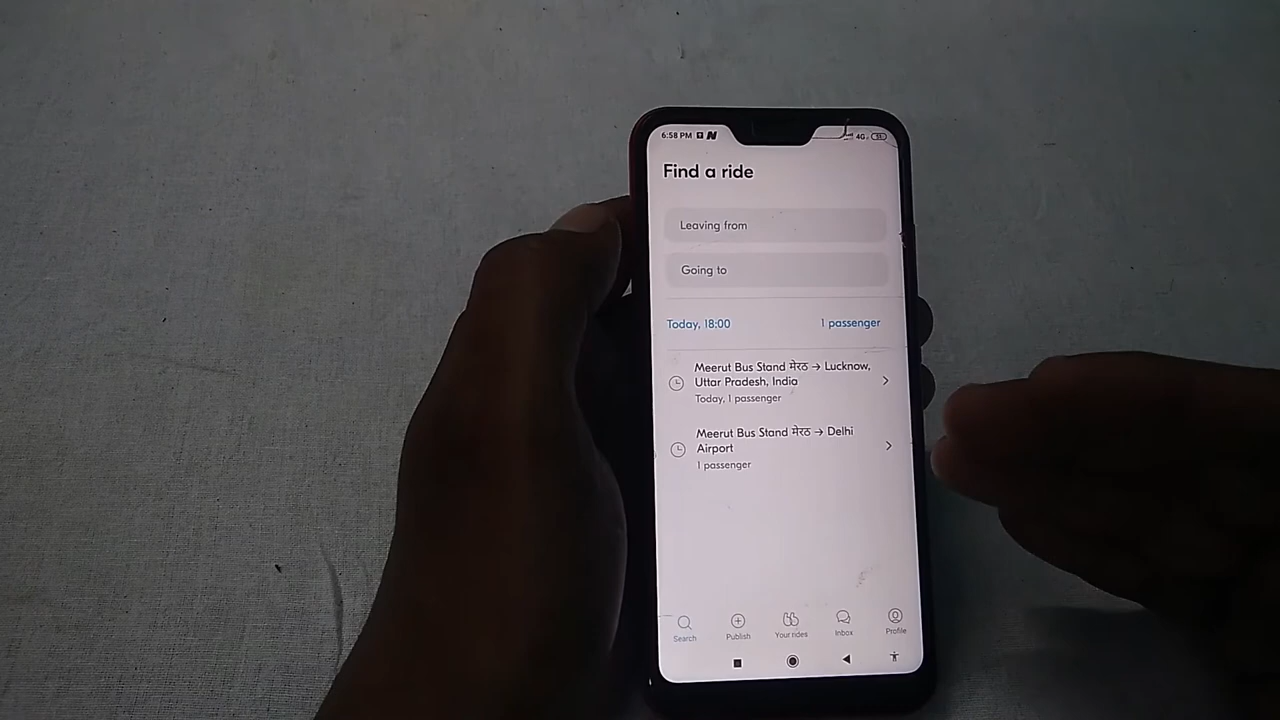 6:58 PM
4G
Find a ride
Leaving from
Going to
Today, 18:00
1 passenger
Meerut Bus Stand मेरठ → Lucknow,
Uttar Pradesh, India
Today, 1 passenger
Meerut Bus Stand मेरठ → Delhi
Airport
1 passenger
Search
Publish
Your rides
Inbox
Profile